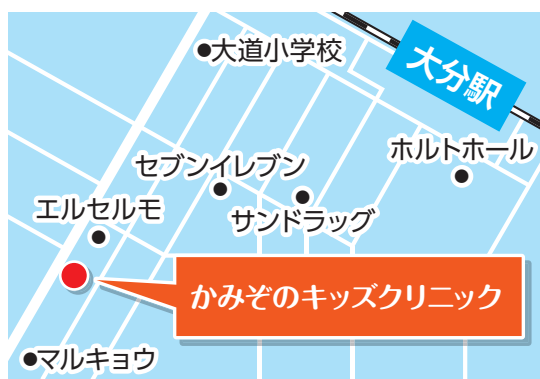 ●大道小学校
大分駅
ホルトホール
セブンイレブン
サンドラッグ
エルセルモ
かみぞのキッズクリニック
●マルキョウ